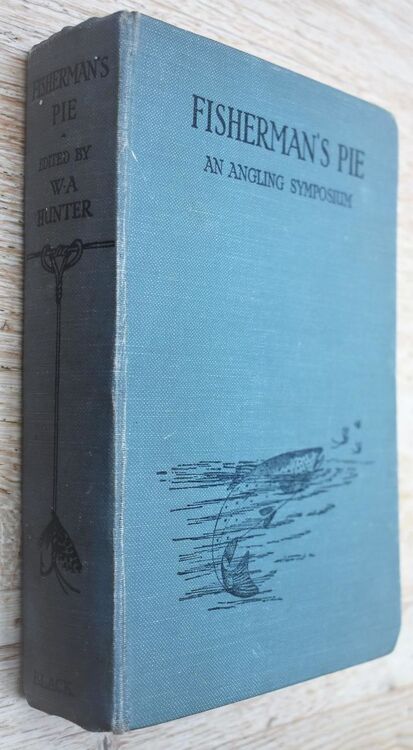 FISHERMAN'S
PIE
EDITED BY
W·A
HUNTER
BLACK
FISHERMAN'S PIE
AN ANGLING SYMPOSIUM